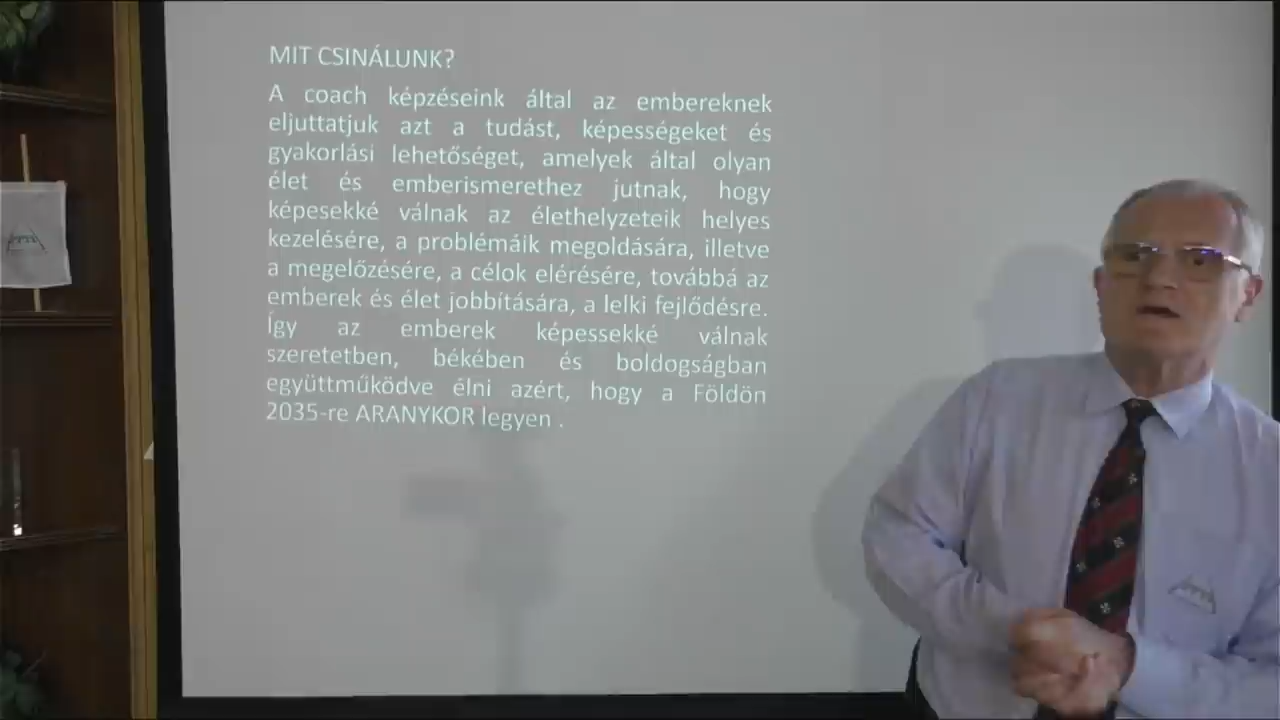 MIT CSINÁLUNK?
A coach képzéseink által az embereknek
eljuttatjuk azt a tudást, képességeket és
gyakorlási lehetőséget, amelyek által olyan
élet és emberismerethez jutnak, hogy
képesekké válnak az élethelyzeteik helyes
kezelésére, a problémáik megoldására, illetve
a megelőzésére, a célok elérésére, továbbá az
emberek és élet jobbítására, a lelki fejlődésre.
Így az emberek képessekké válnak
szeretetben, békében és boldogságban
együttműködve élni azért, hogy a Földön
2035-re ARANYKOR legyen .